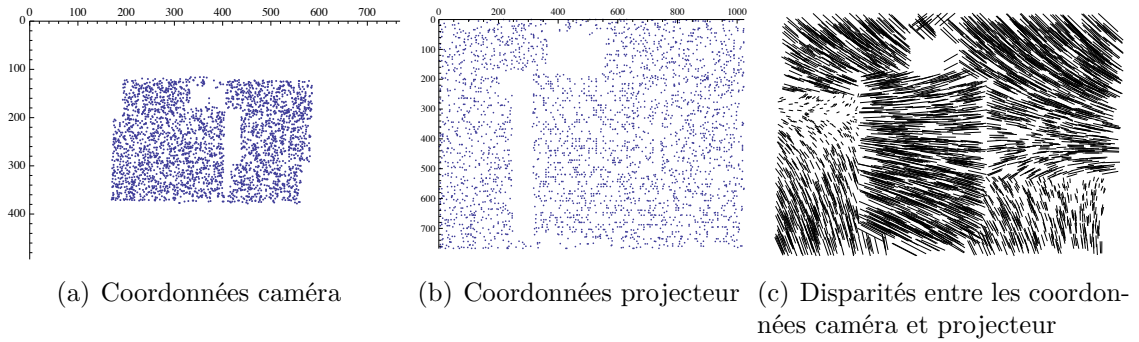 0 100 200 300 400 500 600 700
0
100
200
300
400
0 200 400 600 800 1000
0
100
200
300
400
500
600
700
(a) Coordonnées caméra
(b) Coordonnées projecteur
(c) Disparités entre les coordon-
nées caméra et projecteur